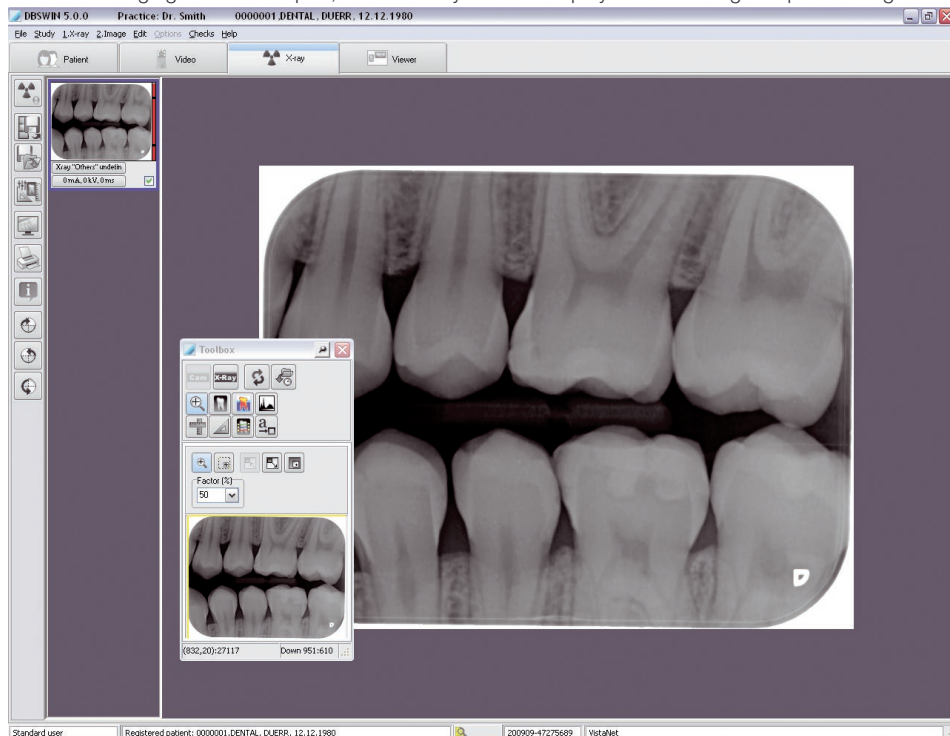 DBSWIN 5.0.0 Practice: Dr. Smith 0000001,DENTAL, DUERR, 12.12.1980
File Study 1.X-ray 2.Image Edit Options Checks Help
Patient Video X-ray Viewer
Xray "Others" undefin
0 mA, 0 kV, 0 ms
Toolbox
Cam X-Ray
a
Factor (%)
50
D
D
(832,20):27117 Down 951:610
Standard user Registered patient: 0000001,DENTAL, DUERR, 12.12.1980 200909-47275689 VistaNet